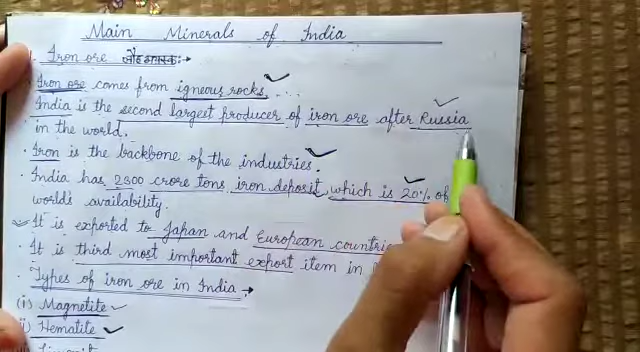 Main Minerals of India
1. Iron ore लौह अयस्क :→
Iron ore comes from igneous rocks. ...
India is the second largest producer of iron ore after Russia
in the world.
· Iron is the backbone of the industries.
· India has 2300 crore tons iron deposit, which is 20% of
world's availability.
· It is exported to Japan and European countries
· It is third most important export item in
· Types of iron ore in India →
(i) Magnetite
ii) Hematite